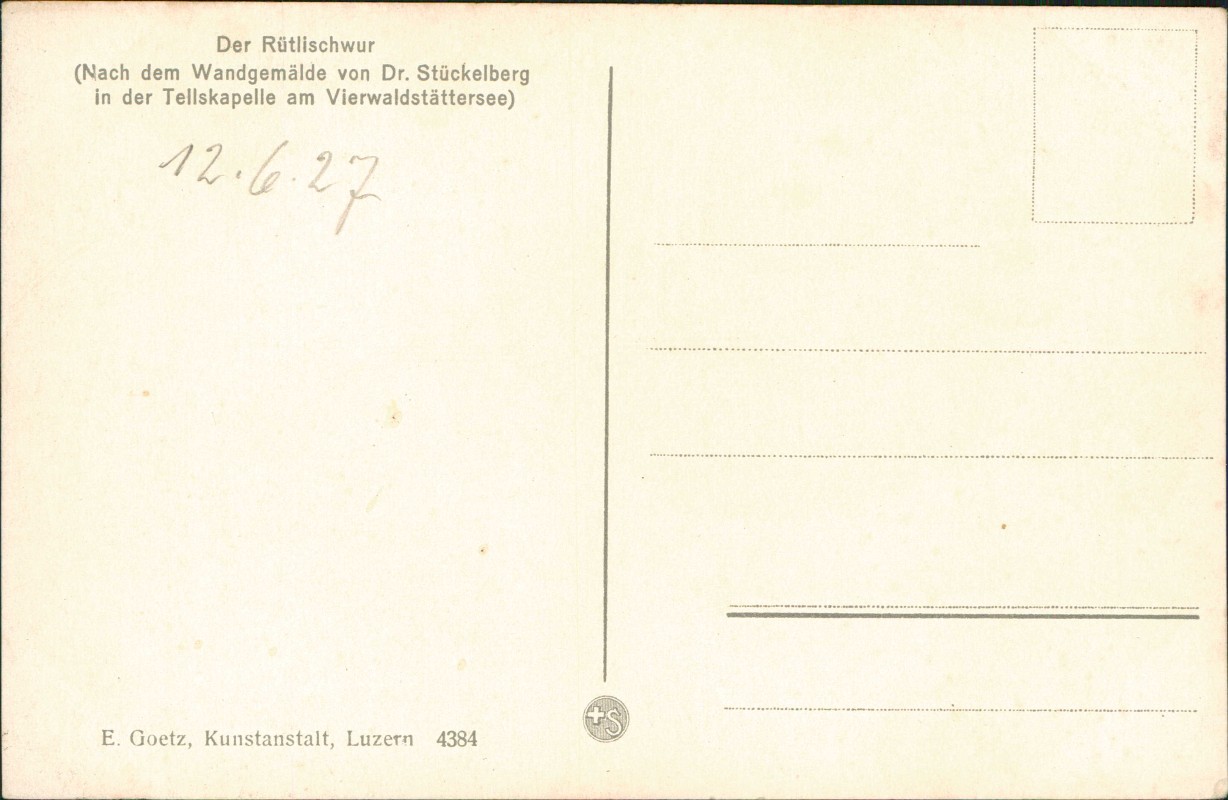 Der Rütlischwur
(Nach dem Wandgemälde von Dr. Stückelberg
in der Tellskapelle am Vierwaldstättersee)
12.6.27
+S
E. Goetz, Kunstanstalt, Luzern 4384